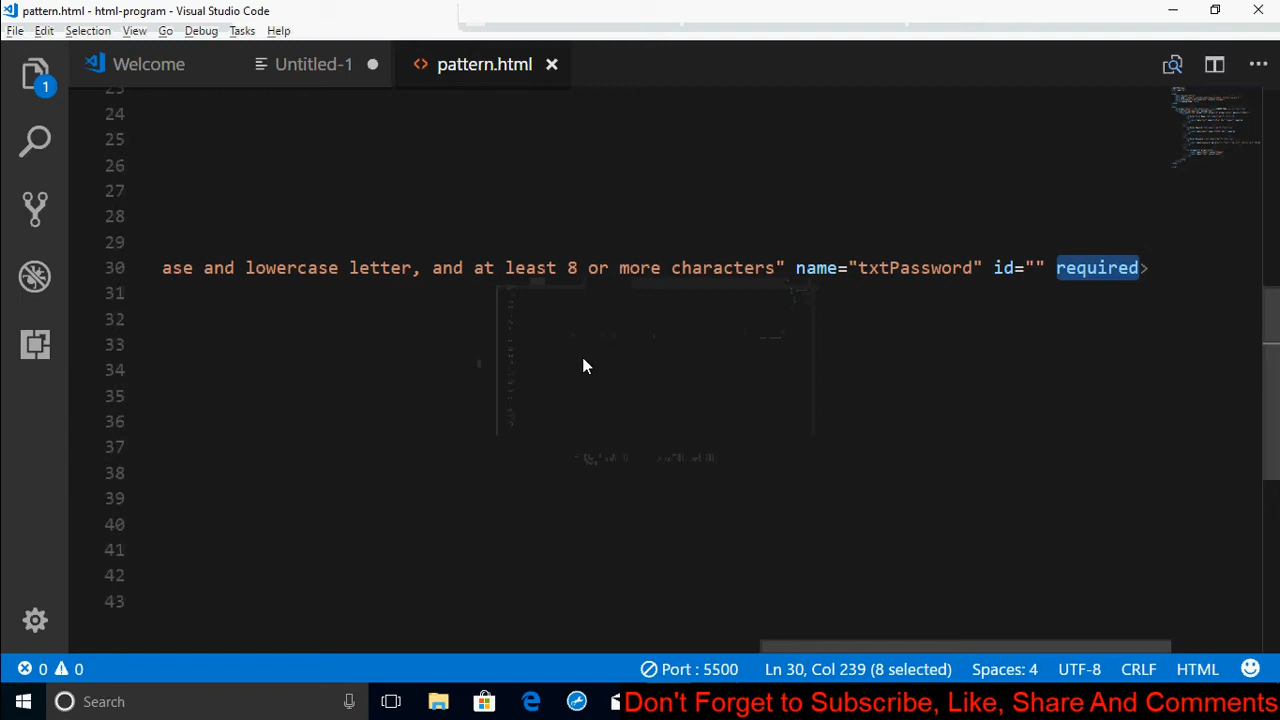 pattern.html - html-program - Visual Studio Code
File Edit Selection View Go Debug Tasks Help
1
Welcome
Untitled-1
pattern.html
23
24
25
26
27
28
29
30 ase and lowercase letter, and at least 8 or more characters" name="txtPassword" id="" required>
31
32
33
34
35
36
37
38
39
40
41
42
43
0 0 Port : 5500 Ln 30, Col 239 (8 selected) Spaces: 4 UTF-8 CRLF HTML
Search
Don't Forget to Subscribe, Like, Share And Comments